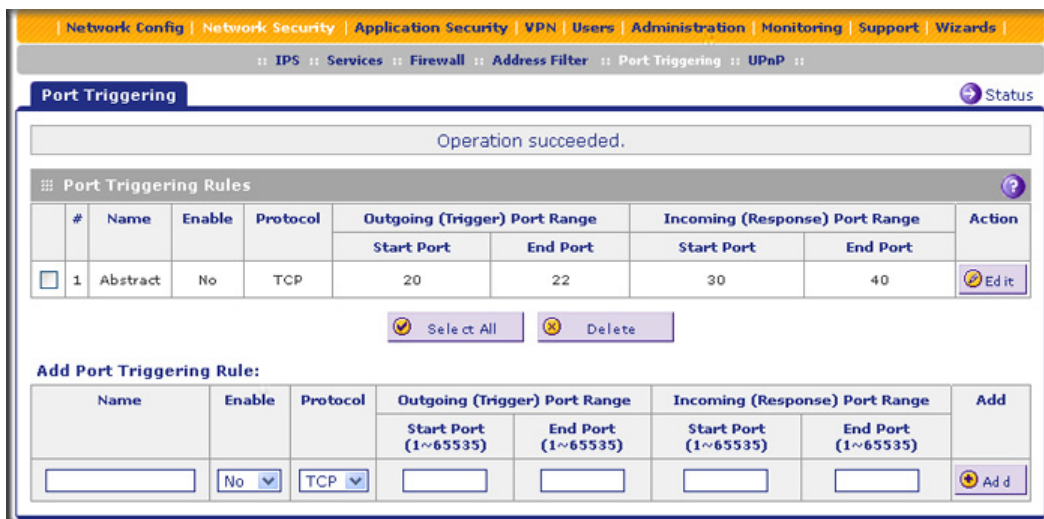 | Network Config | Network Security | Application Security | VPN | Users | Administration | Monitoring | Support | Wizards |
:: IPS :: Services :: Firewall :: Address Filter :: Port Triggering :: UPnP ::
Port Triggering
Status
Operation succeeded.
Port Triggering Rules
?
# Name Enable Protocol Outgoing (Trigger) Port Range Incoming (Response) Port Range Action
Start Port End Port Start Port End Port
1 Abstract No TCP 20 22 30 40 Edit
Select All Delete
Add Port Triggering Rule:
Name Enable Protocol Outgoing (Trigger) Port Range Incoming (Response) Port Range Add
Start Port End Port Start Port End Port
(1~65535) (1~65535) (1~65535) (1~65535)
No TCP Add